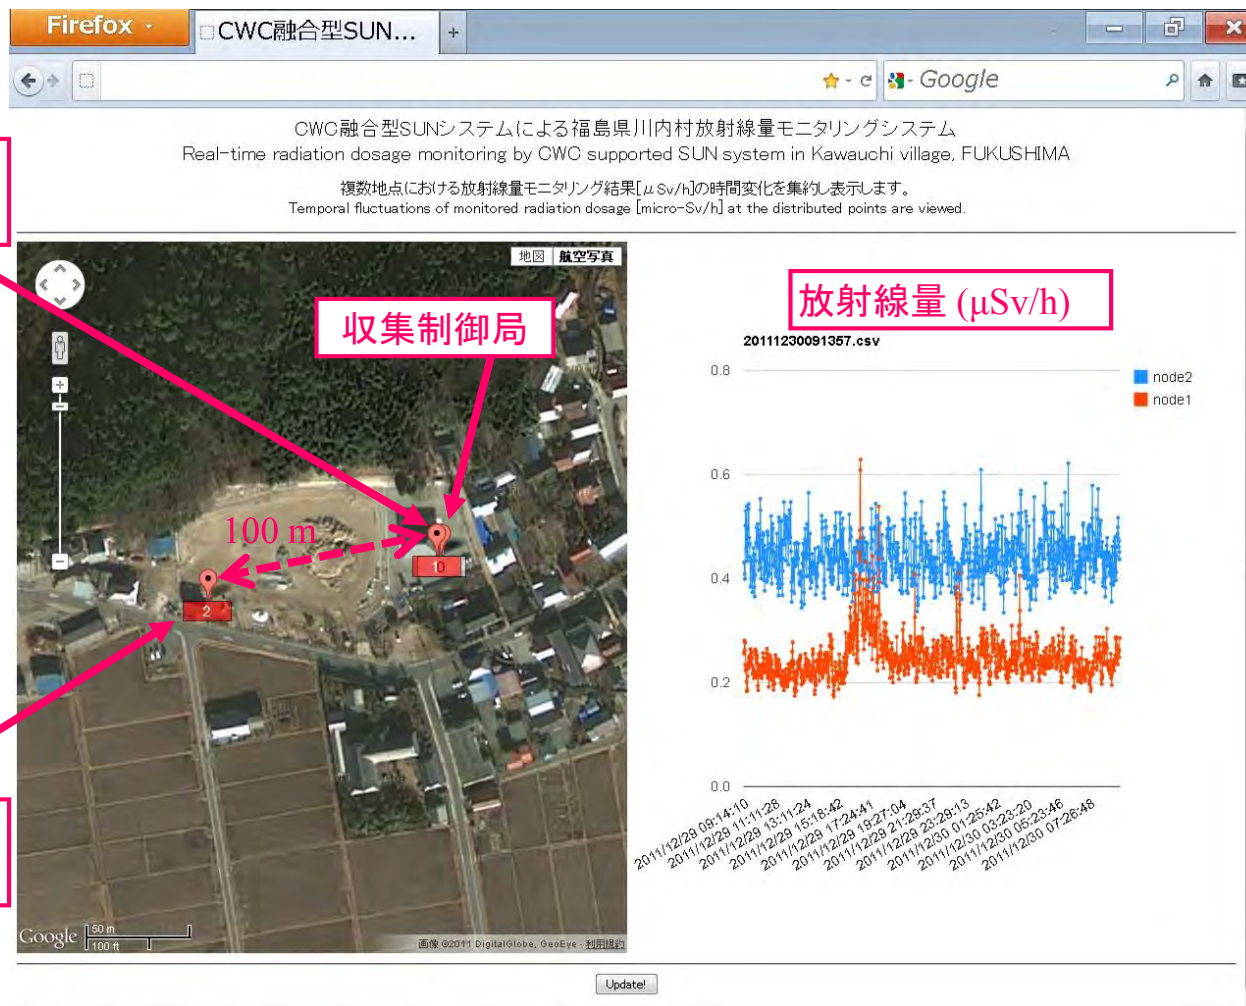 Firefox
CWC融合型SUN...
Google
CWC融合型SUNシステムによる福島県川内村放射線量モニタリングシステム
Real-time radiation dosage monitoring by CWC supported SUN system in Kawauchi village, FUKUSHIMA
複数地点における放射線量モニタリング結果[μSv/h]の時間変化を集約し表示します。
Temporal fluctuations of monitored radiation dosage [micro-Sv/h] at the distributed points are viewed.
地図 航空写真
収集制御局
100 m
10
2
Google
50 m
100 ft
画像 ©2011 DigitalGlobe, GeoEye - 利用規約
放射線量 (μSv/h)
20111230091357.csv
node2
node1
0.8
0.6
0.4
0.2
0.0
2011/12/29 09:14:10
2011/12/29 11:11:28
2011/12/29 13:11:24
2011/12/29 15:18:42
2011/12/29 17:24:41
2011/12/29 19:27:04
2011/12/29 21:29:37
2011/12/29 23:29:13
2011/12/30 01:25:42
2011/12/30 03:23:20
2011/12/30 05:23:46
2011/12/30 07:26:48
Update!